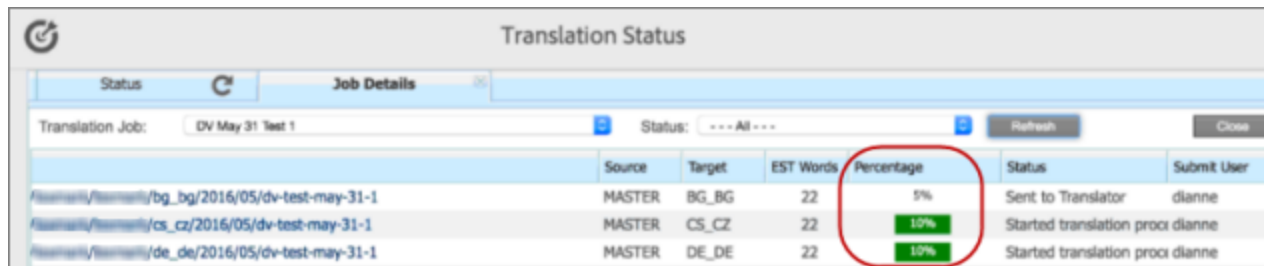 Translation Status
Status Job Details
Translation Job: DV May 31 Test 1 Status: - - - All - - - Refresh Close
Source Target EST Words Percentage Status Submit User
/bg_bg/2016/05/dv-test-may-31-1 MASTER BG_BG 22 5% Sent to Translator dianne
/cs_cz/2016/05/dv-test-may-31-1 MASTER CS_CZ 22 10% Started translation proce dianne
/de_de/2016/05/dv-test-may-31-1 MASTER DE_DE 22 10% Started translation proce dianne